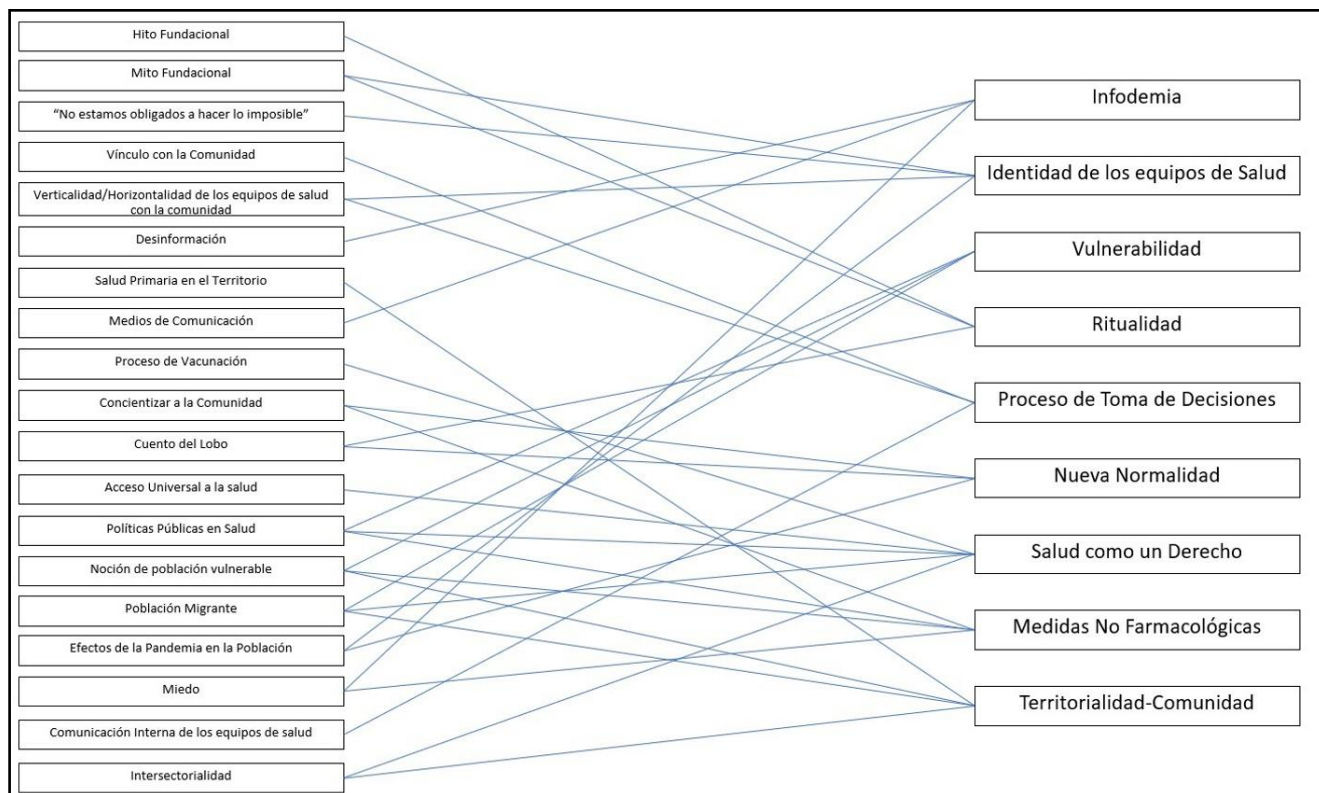 Hito Fundacional
Mito Fundacional
“No estamos obligados a hacer lo imposible”
Vínculo con la Comunidad
Verticalidad/Horizontalidad de los equipos de salud
con la comunidad
Desinformación
Salud Primaria en el Territorio
Medios de Comunicación
Proceso de Vacunación
Concientizar a la Comunidad
Cuento del Lobo
Acceso Universal a la salud
Políticas Públicas en Salud
Noción de población vulnerable
Población Migrante
Efectos de la Pandemia en la Población
Miedo
Comunicación Interna de los equipos de salud
Intersectorialidad
Infodemia
Identidad de los equipos de Salud
Vulnerabilidad
Ritualidad
Proceso de Toma de Decisiones
Nueva Normalidad
Salud como un Derecho
Medidas No Farmacológicas
Territorialidad-Comunidad